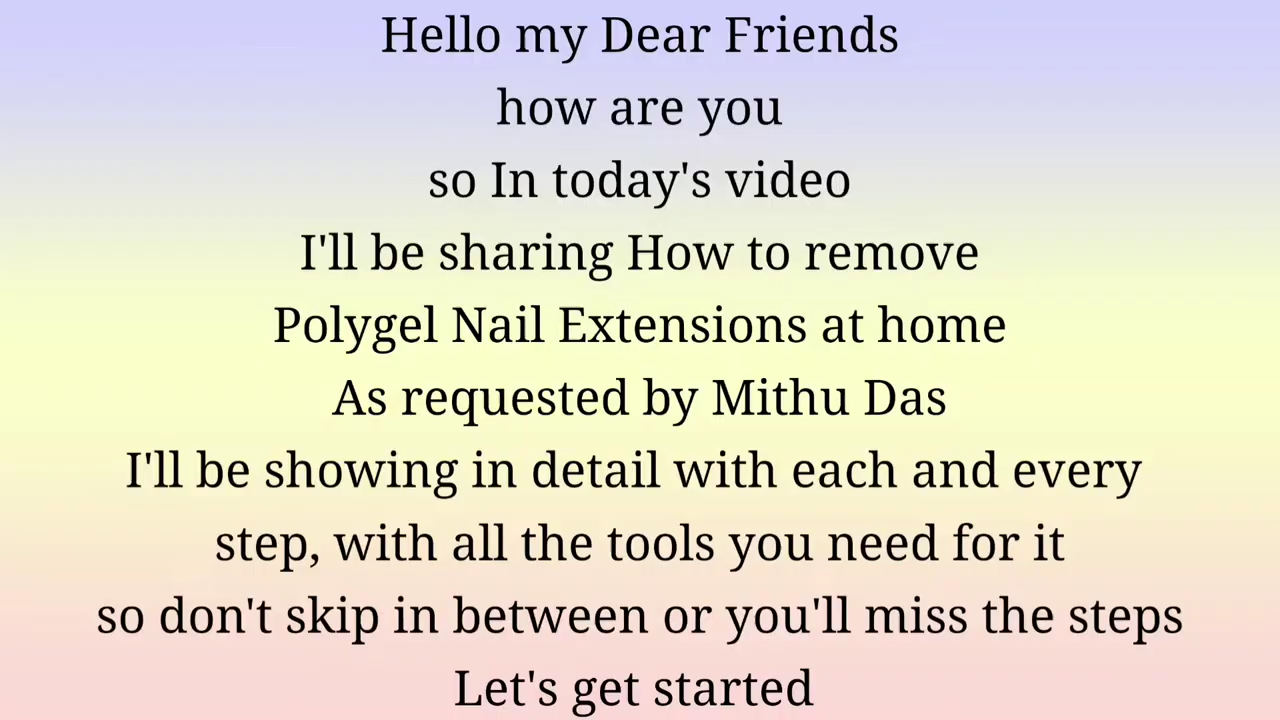 Hello my Dear Friends
how are you
so In today's video
I'll be sharing How to remove
Polygel Nail Extensions at home
As requested by Mithu Das
I'll be showing in detail with each and every
step, with all the tools you need for it
so don't skip in between or you'll miss the steps
Let's get started